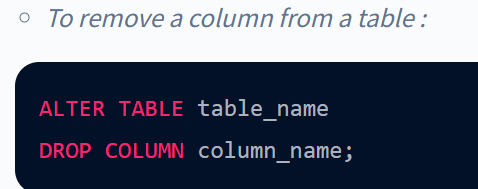 To remove a column from a table :
ALTER TABLE table_name
DROP COLUMN column_name;